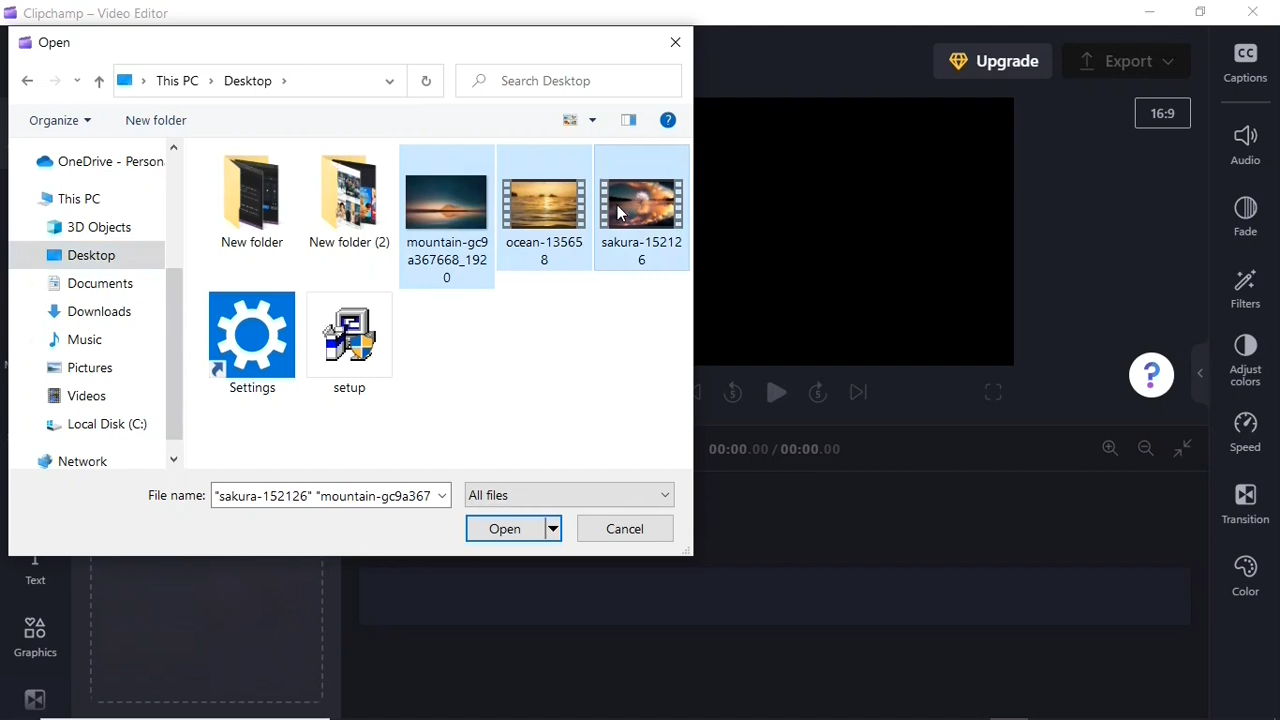 Clipchamp – Video Editor
Open
This PC
Desktop
Search Desktop
Organize
New folder
OneDrive - Person
This PC
3D Objects
Desktop
Documents
Downloads
Music
Pictures
Videos
Local Disk (C:)
Network
New folder
New folder (2)
mountain-gc9
a367668_192
0
ocean-13565
8
sakura-15212
6
Settings
setup
File name:
"sakura-152126" "mountain-gc9a367
All files
Open
Cancel
Upgrade
Export
16:9
?
5
5
00:00.00 / 00:00.00
CC
Captions
Audio
Fade
Filters
Adjust
colors
Speed
Transition
Color
Text
Graphics